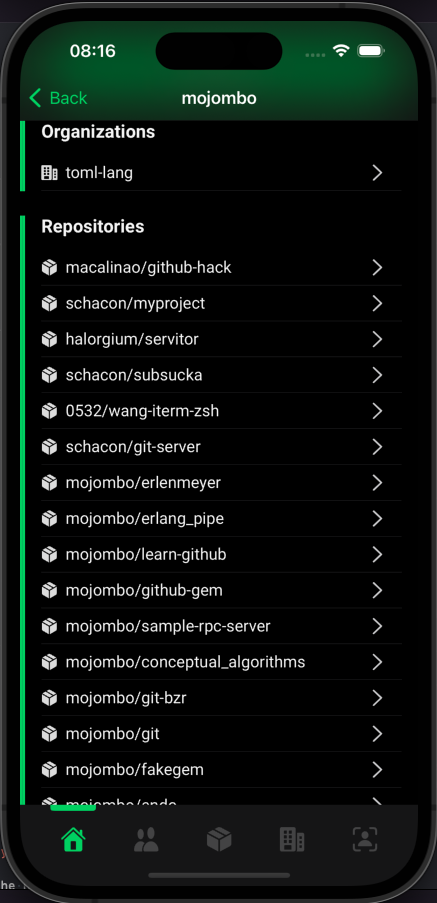 08:16
Back
mojombo
Organizations
toml-lang
Repositories
macalinao/github-hack
schacon/myproject
halorgium/servitor
schacon/subsucka
0532/wang-iterm-zsh
schacon/git-server
mojombo/erlenmeyer
mojombo/erlang_pipe
mojombo/learn-github
mojombo/github-gem
mojombo/sample-rpc-server
mojombo/conceptual_algorithms
mojombo/git-bzr
mojombo/git
mojombo/fakegem
he